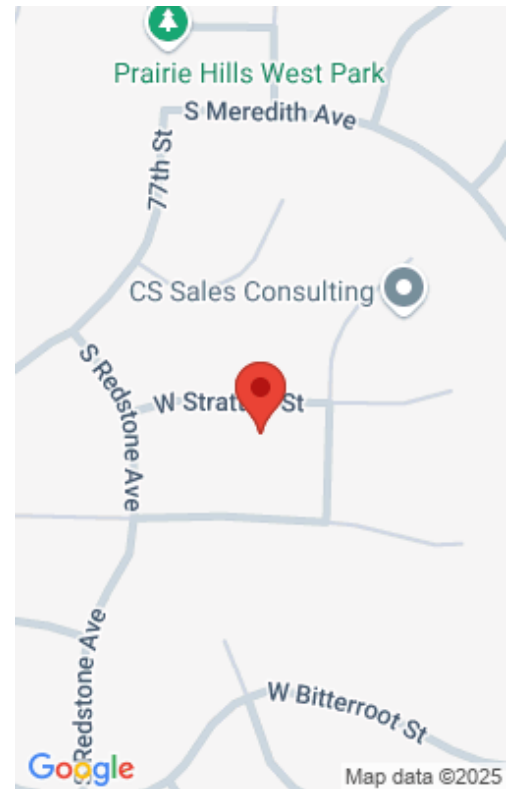 Prairie Hills West Park
S Meredith Ave
77th St
CS Sales Consulting
S Redstone Ave
W St
S Redstone Ave
W Bitterroot St
Google
Map data ©2025